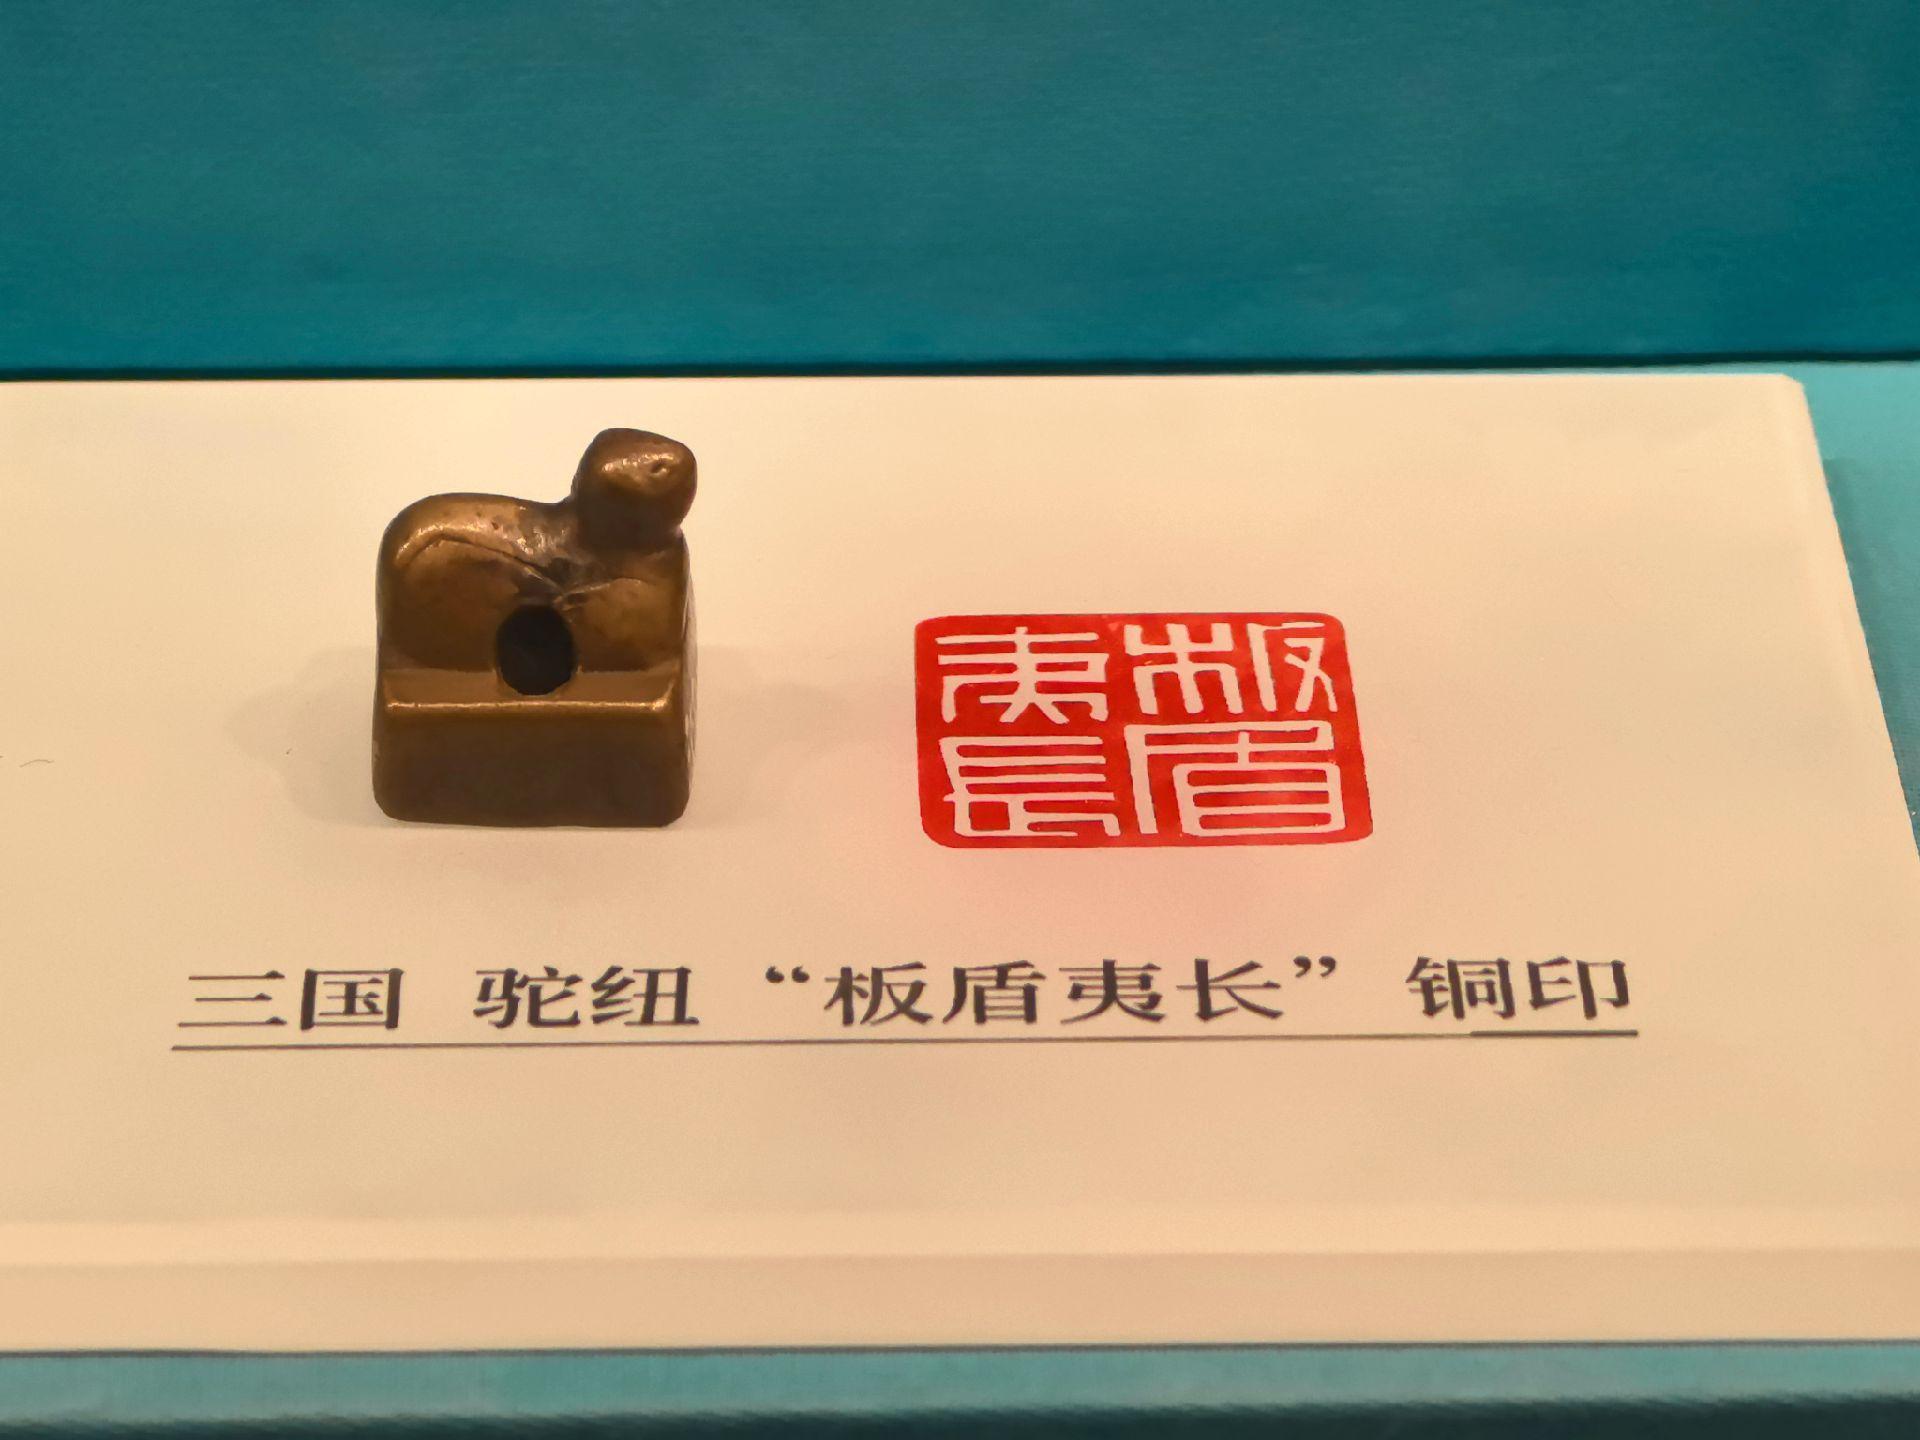 板盾
夷長
三国 驼纽 “板盾夷长” 铜印